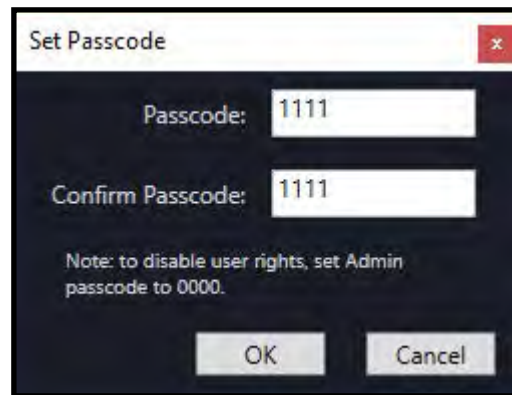 Set Passcode
x
Passcode: 1111
Confirm Passcode: 1111
Note: to disable user rights, set Admin
passcode to 0000.
OK Cancel